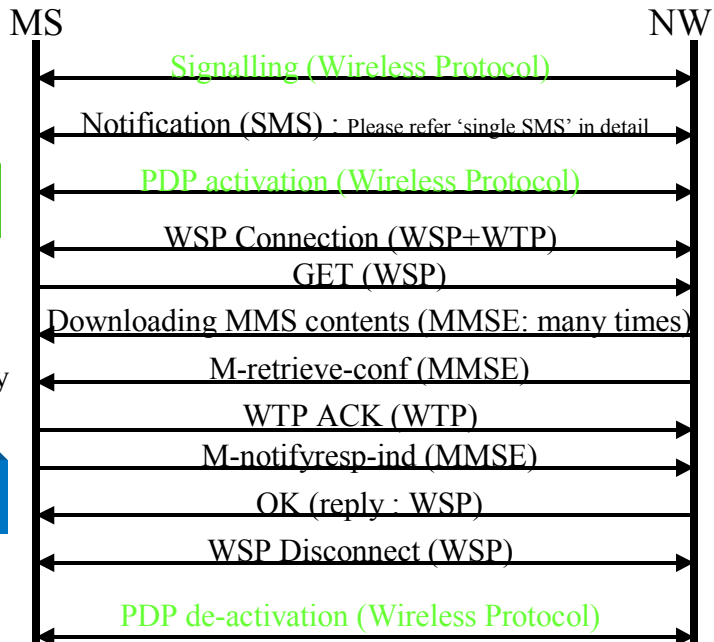 MS
NW
Signalling (Wireless Protocol)
Notification (SMS) : Please refer ‘single SMS’ in detail
PDP activation (Wireless Protocol)
WSP Connection (WSP+WTP)
GET (WSP)
Downloading MMS contents (MMSE: many times)
M-retrieve-conf (MMSE)
y
WTP ACK (WTP)
M-notifyresp-ind (MMSE)
OK (reply : WSP)
WSP Disconnect (WSP)
PDP de-activation (Wireless Protocol)